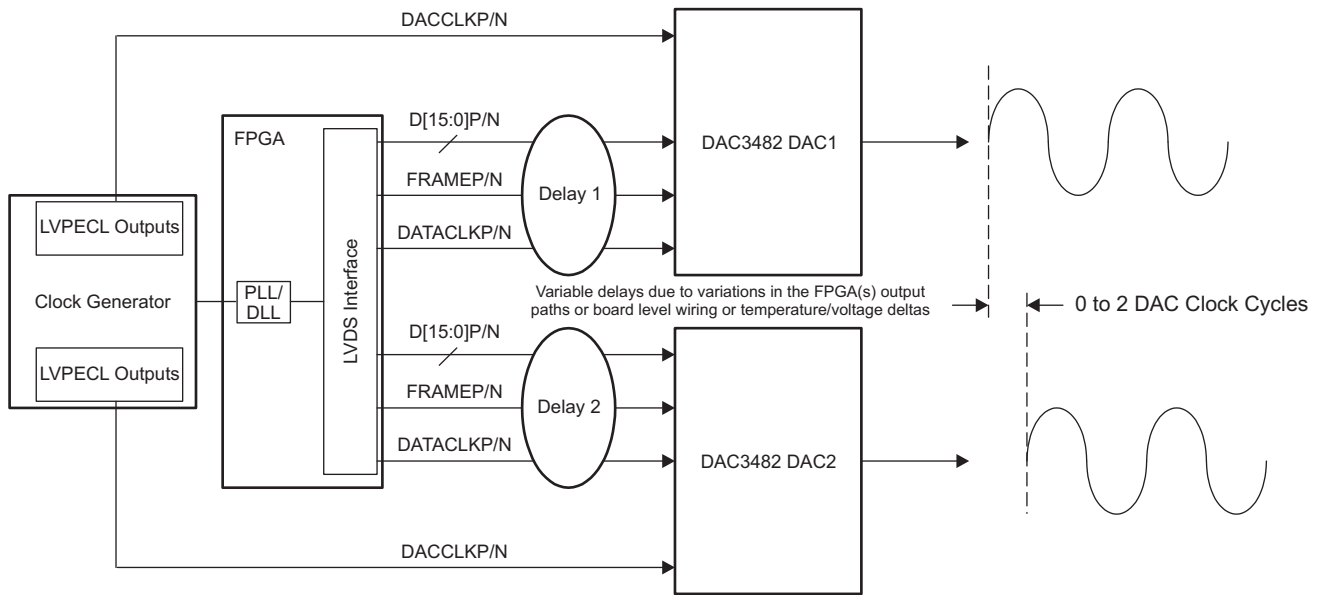 DACCLKP/N
FPGA
D[15:0]P/N
FRAMEP/N
DATACLKP/N
Delay 1
DAC3482 DAC1
LVPECL Outputs
Clock Generator
LVPECL Outputs
PLL/
DLL
LVDS Interface
Variable delays due to variations in the FPGA(s) output
paths or board level wiring or temperature/voltage deltas
0 to 2 DAC Clock Cycles
D[15:0]P/N
FRAMEP/N
DATACLKP/N
Delay 2
DAC3482 DAC2
DACCLKP/N